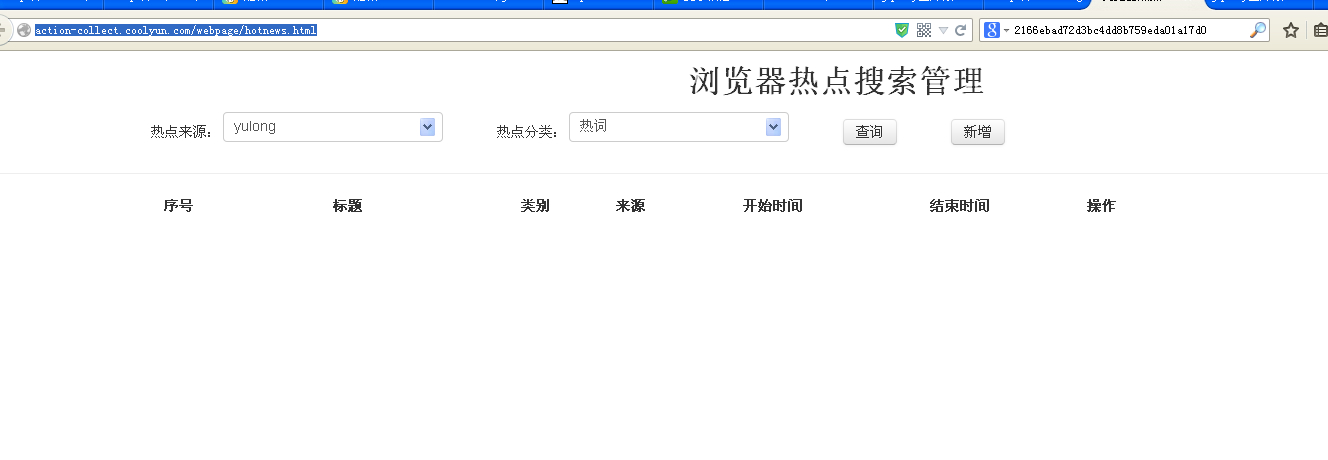 action-collect.coolyun.com/webpage/hotnews.html
2166ebad72d3bc4dd8b759eda01a17d0
浏览器热点搜索管理
热点来源： yulong 热点分类： 热词 查询 新增
序号 标题 类别 来源 开始时间 结束时间 操作